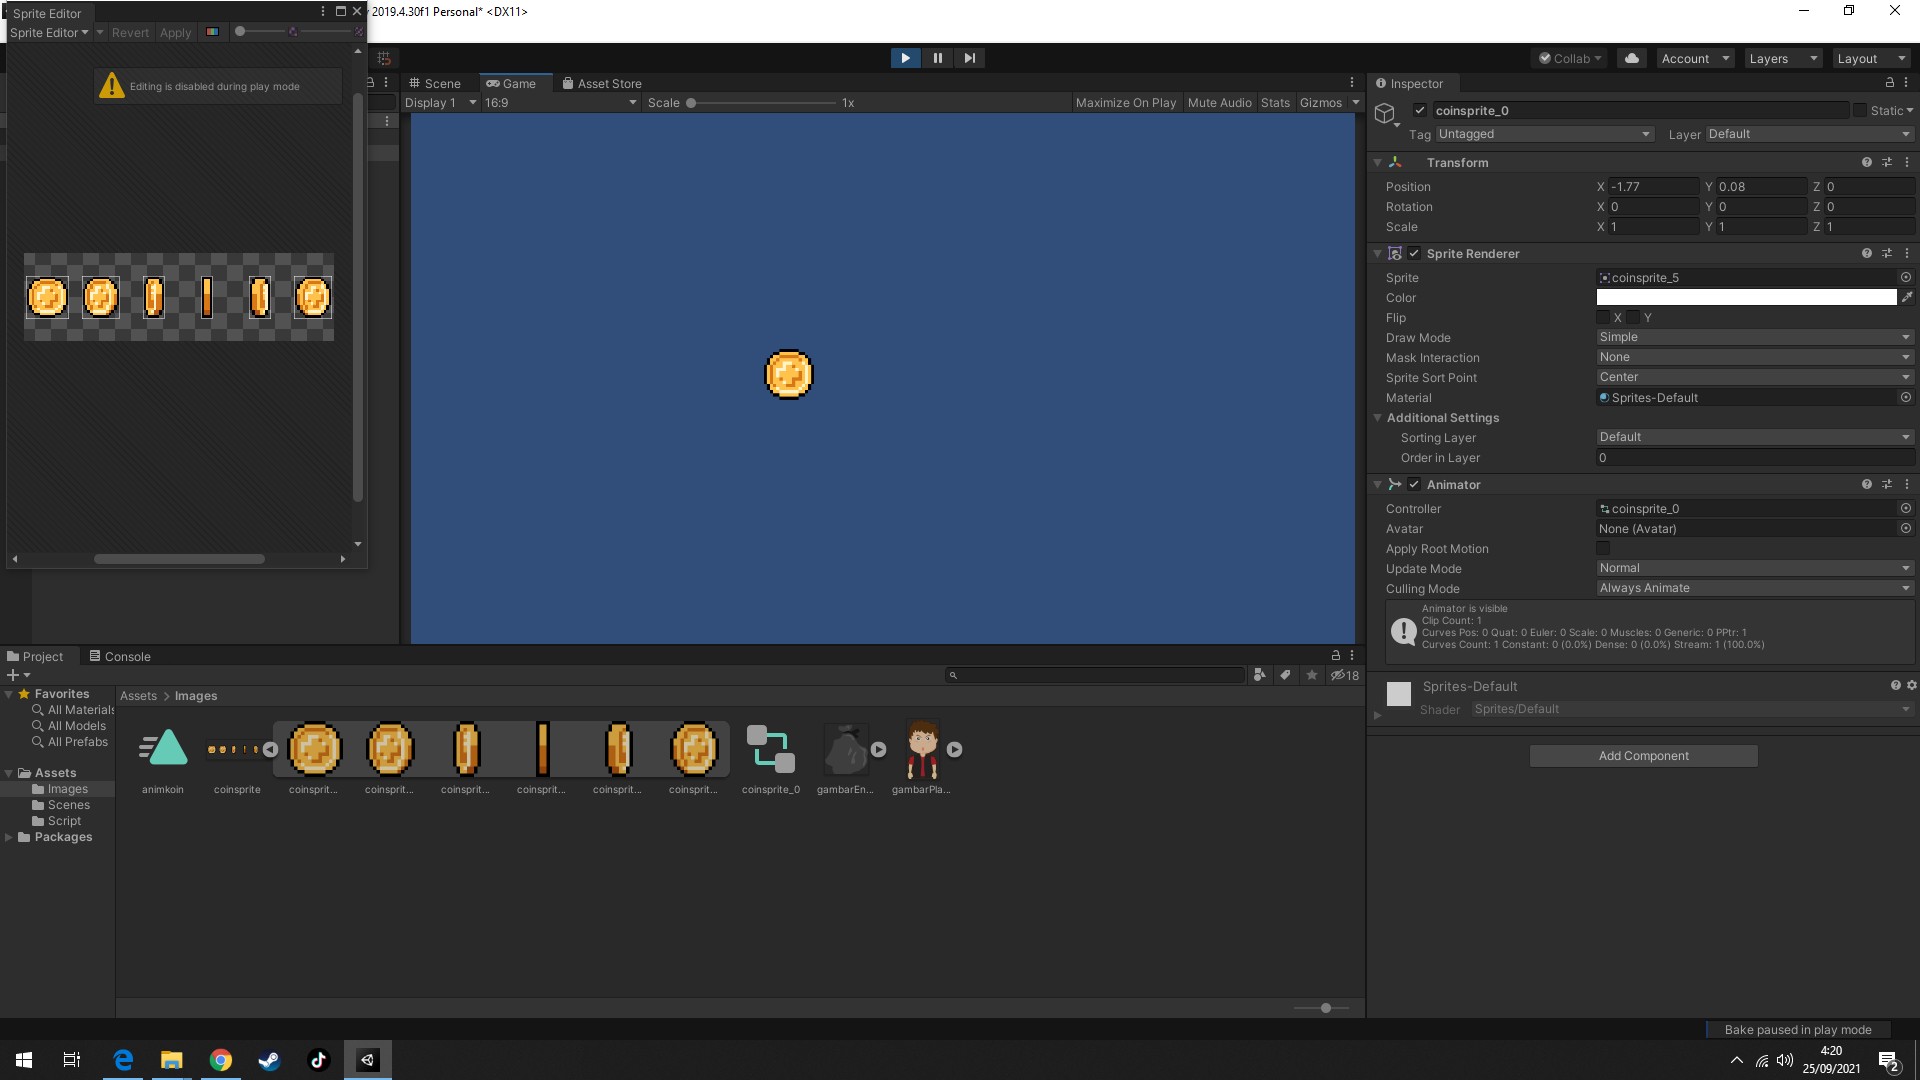 Sprite Editor
y 2019.4.30f1 Personal* <DX11>
Sprite Editor Revert Apply
Editing is disabled during play mode
Collab Account Layers Layout
Scene Game Asset Store
Display 1 16:9 Scale 1x Maximize On Play Mute Audio Stats Gizmos
Inspector
coinsprite_0 Static
Tag Untagged Layer Default
Transform
Position X -1.77 Y 0.08 Z 0
Rotation X 0 Y 0 Z 0
Scale X 1 Y 1 Z 1
Sprite Renderer
Sprite coinsprite_5
Color
Flip X Y
Draw Mode Simple
Mask Interaction None
Sprite Sort Point Center
Material Sprites-Default
Additional Settings
Sorting Layer Default
Order in Layer 0
Animator
Controller coinsprite_0
Avatar None (Avatar)
Apply Root Motion
Update Mode Normal
Culling Mode Always Animate
Animator is visible
Clip Count: 1
Curves Pos: 0 Quat: 0 Euler: 0 Scale: 0 Muscles: 0 Generic: 0 PPtr: 1
Curves Count: 1 Constant: 0 (0.0%) Dense: 0 (0.0%) Stream: 1 (100.0%)
Sprites-Default
Shader Sprites/Default
Add Component
Project Console
18
Favorites
All Materials
All Models
All Prefabs
Assets
Images
Scenes
Script
Packages
Assets > Images
animkoin coinsprite coinsprit... coinsprit... coinsprit... coinsprit... coinsprit... coinsprit... coinsprite_0 gambarEn... gambarPla...
Bake paused in play mode
4:20
25/09/2021
2